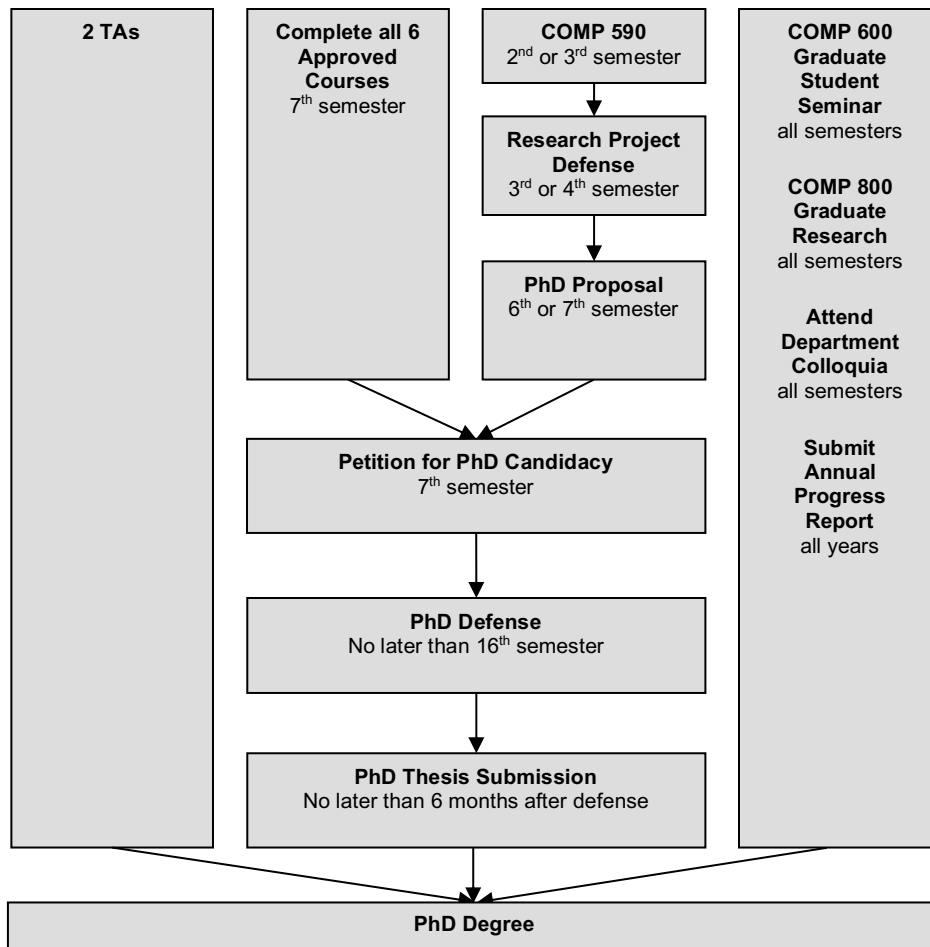 2 TAs
Complete all 6
Approved
Courses
7th semester
COMP 590
2nd or 3rd semester
Research Project
Defense
3rd or 4th semester
PhD Proposal
6th or 7th semester
COMP 600
Graduate
Student
Seminar
all semesters
COMP 800
Graduate
Research
all semesters
Attend
Department
Colloquia
all semesters
Submit
Annual
Progress
Report
all years
Petition for PhD Candidacy
7th semester
PhD Defense
No later than 16th semester
PhD Thesis Submission
No later than 6 months after defense
PhD Degree